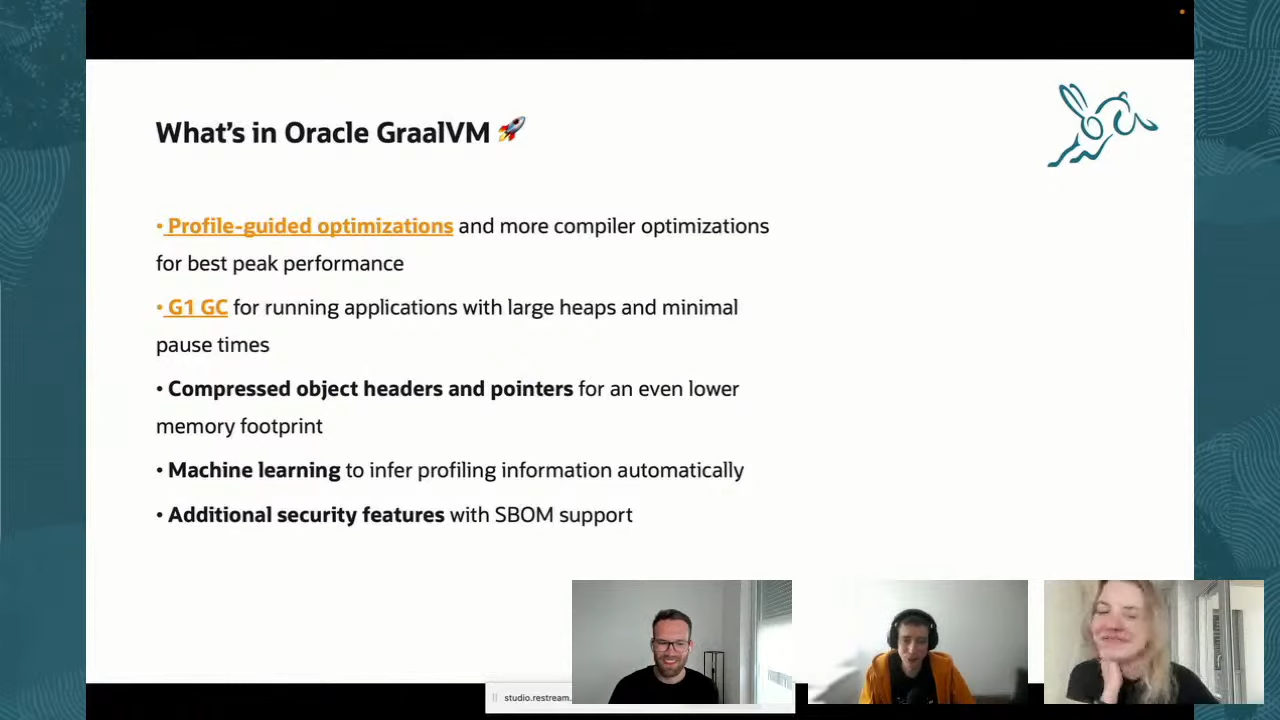 What's in Oracle GraalVM 🚀
• Profile-guided optimizations and more compiler optimizations
for best peak performance
• G1 GC for running applications with large heaps and minimal
pause times
• Compressed object headers and pointers for an even lower
memory footprint
• Machine learning to infer profiling information automatically
• Additional security features with SBOM support
studio.restream.